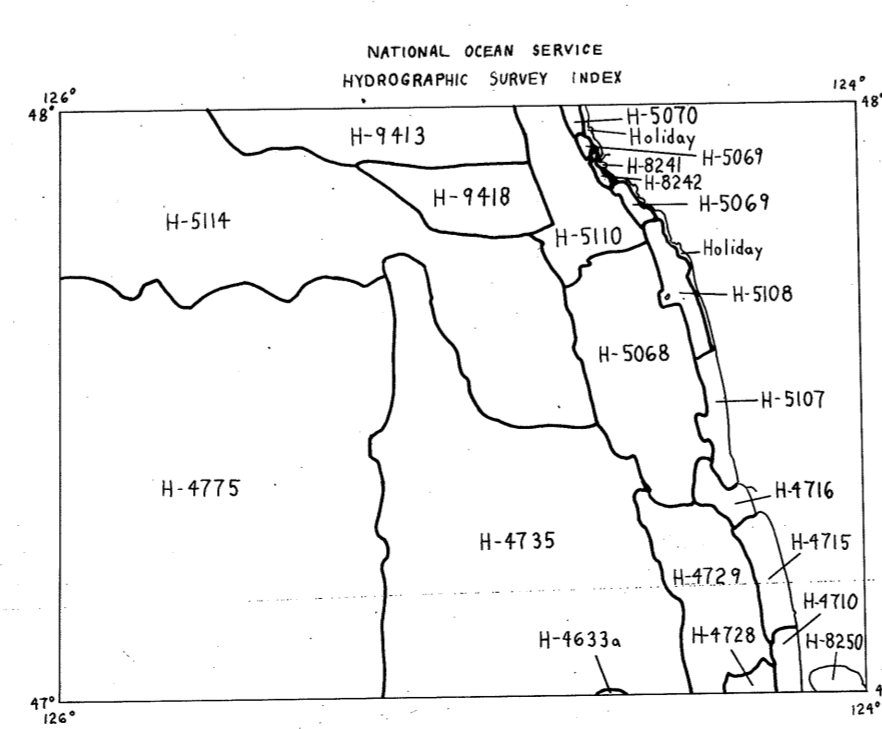 NATIONAL OCEAN SERVICE
HYDROGRAPHIC SURVEY INDEX
126°
124°
48°
48°
H-5070
Holiday
H-9413
H-5069
H-8241
H-8242
H-9418
H-5069
H-5114
H-5110
Holiday
H-5108
H-5068
H-5107
H-4775
H-4716
H-4735
H-4715
H-4729
H-4710
H-4633a
H-4728
H-8250
47°
4
126°
124°